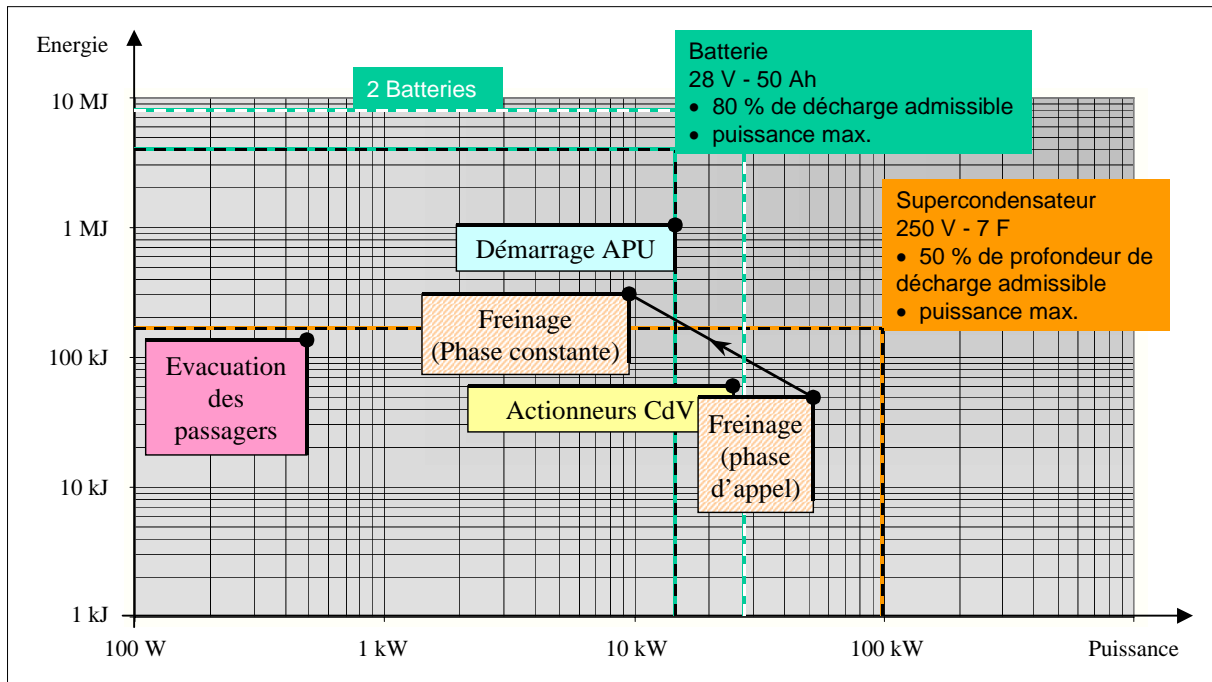 Energie
10 MJ
1 MJ
100 kJ
10 kJ
1 kJ
2 Batteries
Batterie
28 V - 50 Ah
• 80 % de décharge admissible
• puissance max.
Supercondensateur
250 V - 7 F
• 50 % de profondeur de
décharge admissible
• puissance max.
Démarrage APU
Freinage
(Phase constante)
Evacuation
des
passagers
Actionneurs CdV
Freinage
(phase
d'appel)
100 W
1 kW
10 kW
100 kW
Puissance